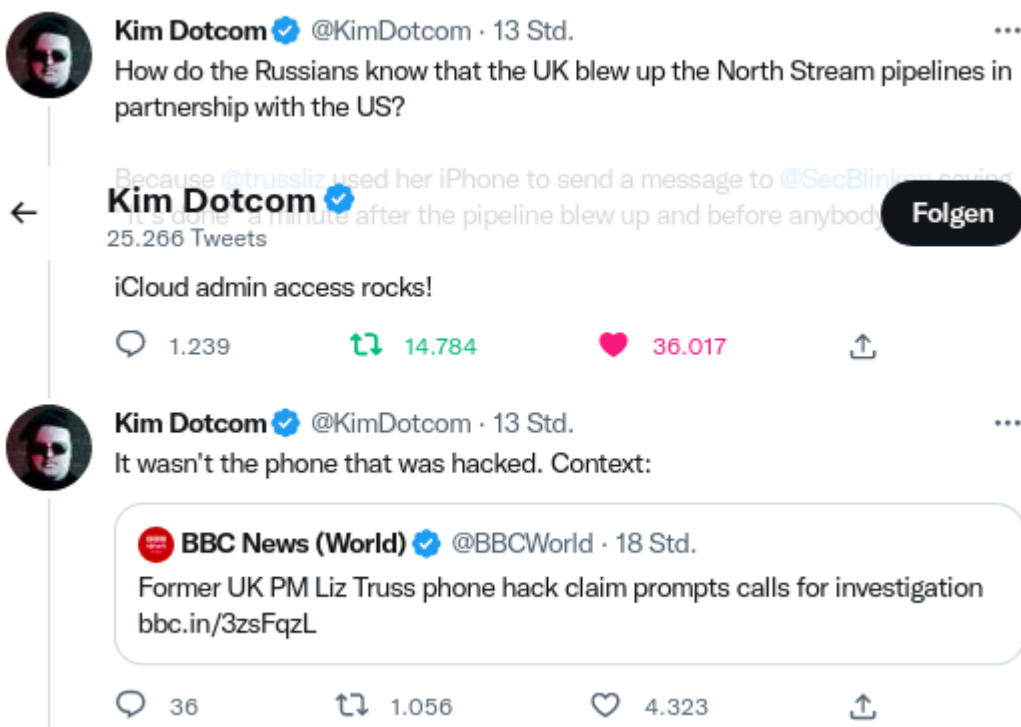 Kim Dotcom @KimDotcom · 13 Std.
How do the Russians know that the UK blew up the North Stream pipelines in
partnership with the US?
Because @trussliz used her iPhone to send a message to @SecBlinken saying
Kim Dotcom
"It's done" a minute after the pipeline blew up and before anybody
Folgen
25.266 Tweets
iCloud admin access rocks!
1.239 14.784 36.017
Kim Dotcom @KimDotcom · 13 Std.
It wasn't the phone that was hacked. Context:
BBC NEWS
BBC News (World) @BBCWorld · 18 Std.
Former UK PM Liz Truss phone hack claim prompts calls for investigation
bbc.in/3zsFqzL
36 1.056 4.323